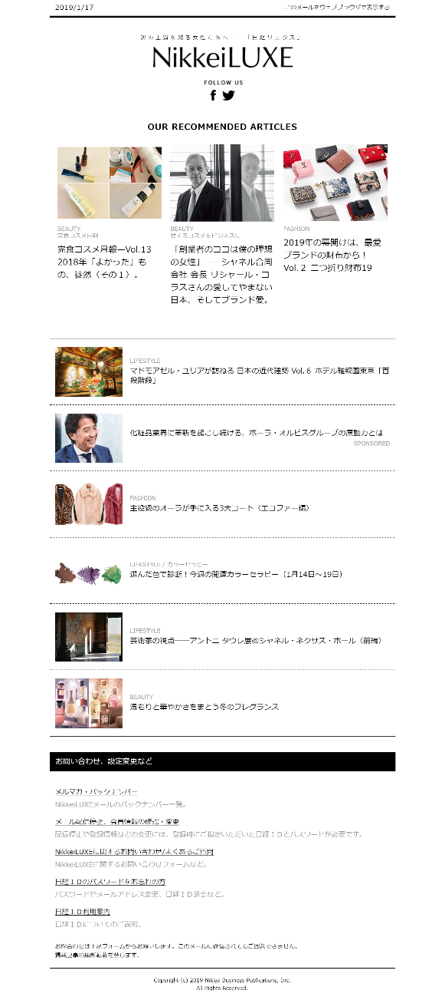 2019/1/17
このメールをウェブブラウザで表示する
次の上質を知る女性たちへ──「日経リュクス」
NikkeiLUXE
FOLLOW US
OUR RECOMMENDED ARTICLES
BEAUTY
完食コスメ月報
完食コスメ月報ーVol.13
2018年「よかった」も
の、徒然〈その１〉。
BEAUTY
愛するコスメをビジネスに
「創業者のココは僕の理想
の女性」──シャネル合同
会社 会長 リシャール・コ
ラスさんの愛してやまない
日本、そしてブランド愛。
FASHION
2019年の幕開けは、最愛
ブランドの財布から！
Vol.２ 二つ折り財布19
LIFESTYLE
マドモアゼル・ユリアが訪ねる 日本の近代建築 Vol.６ ホテル雅叙園東京「百
段階段」
化粧品業界に革新を起こし続ける、ポーラ・オルビスグループの原動力とは
SPONSORED
FASHION
主役級のオーラが手に入る3大コート〈エコファー編〉
LIFESTYLE / カラーセラピー
選んだ色で診断！今週の開運カラーセラピー（1月14日～19日）
LIFESTYLE
芸術家の視点──アントニ タウレ展@シャネル・ネクサス・ホール〈前編〉
BEAUTY
温もりと華やかさをまとう冬のフレグランス
お問い合わせ、設定変更など
メルマガ・バックナンバー
NikkeiLUXEメールのバックナンバー一覧。
メール配信停止、会員情報の確認・変更
配信停止や登録情報などの変更には、登録時にご指定いただいた日経ＩＤとパスワードが必要です。
NikkeiLUXEに関するお問い合わせ/よくあるご質問
NikkeiLUXEに関するお問い合わせフォームなど。
日経ＩＤのパスワードをお忘れの方
パスワードやメールアドレス変更、日経ＩＤ退会など。
日経ＩＤ利用案内
日経ＩＤについてのご説明。
お問合わせは上記フォームからお願いします。このメールに返信されてもご回答できません。
掲載記事の無断転載を禁じます。
Copyright (c) 2019 Nikkei Business Publications, Inc.
All Rights Reserved.